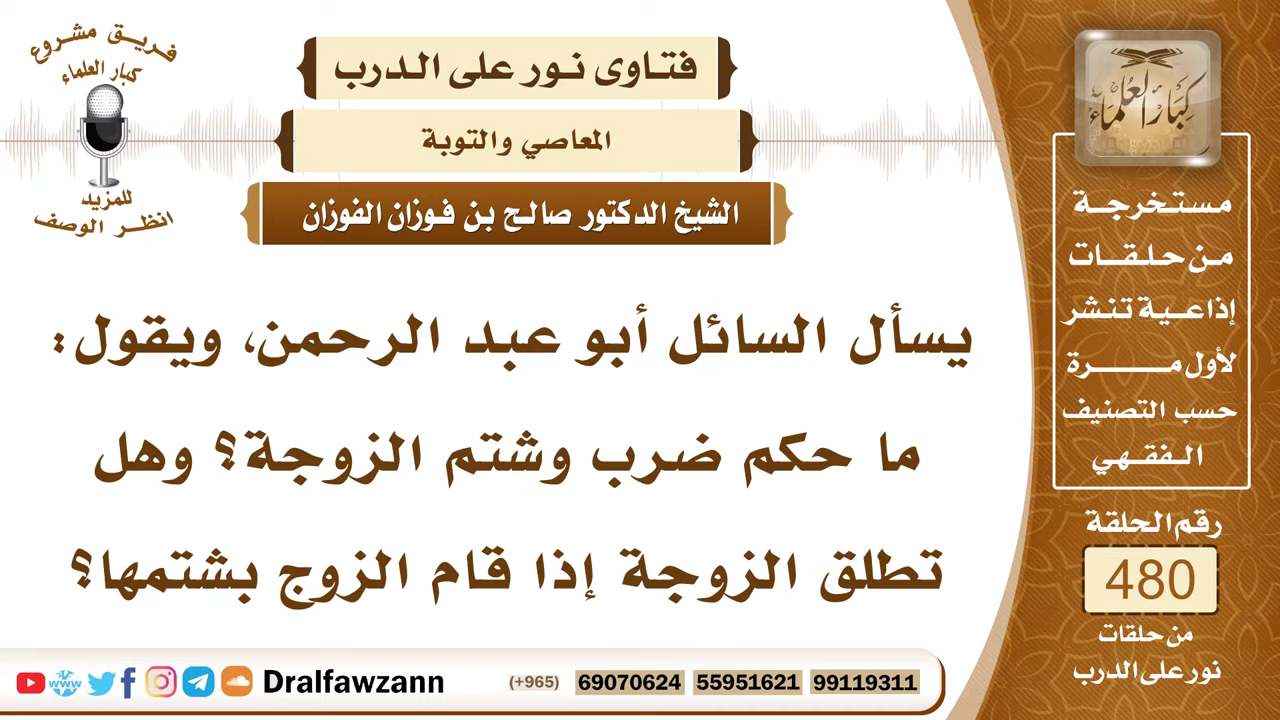 فريق مشروع
كبار العلماء
للمزيد
انظر الوصف
فتاوى نور على الدرب
المعاصي والتوبة
الشيخ الدكتور صالح بن فوزان الفوزان
يسأل السائل أبو عبد الرحمن، ويقول:
ما حكم ضرب وشتم الزوجة؟ وهل
تطلق الزوجة إذا قام الزوج بشتمها؟
كبار العلماء
مستخرجة
من حلقات
إذاعية تنشر
لأول مرة
حسب التصنيف
الفقهي
رقم الحلقة
480
من حلقات
نور على الدرب
www
Dralfawzann
(+965) 69070624 55951621 99119311